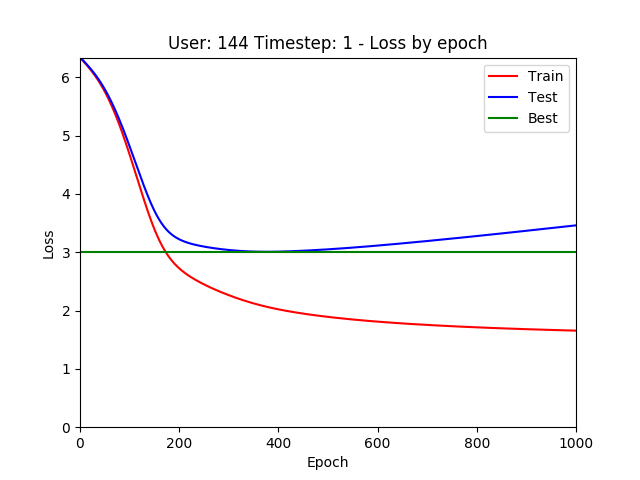 User: 144 Timestep: 1 - Loss by epoch
Train
Test
Best
Loss
6
5
4
3
2
1
0
0 200 400 600 800 1000
Epoch